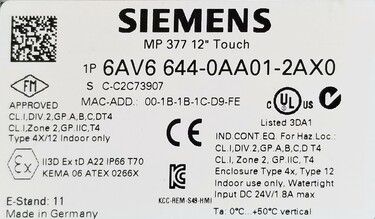 SIEMENS
MP 377 12" Touch
1P 6AV6 644-0AA01-2AX0
S C-C2C73907
MAC-ADD.: 00-1B-1B-1C-D9-FE
FM
APPROVED
CL.I,DIV.2,GP.A,B,C,DT4
CL.I,Zone 2,GP.IIC,T4
Type 4X/12 Indoor only
C UL US
Listed 3DA1
IND.CONT.EQ. For Haz.Loc.:
CL.I,DIV.2,GP.A,B,C,D T4
CL.I, Zone 2, GP.IIC, T4
Enclosure Type 4x, Type 12
Indoor use only, Watertight
Input DC 24V/1.8A max.
Ex II3D Ex tD A22 IP66 T70
KEMA 06 ATEX 0266X
KCC-REM-S49-HMI
E-Stand: 11
Made in Germany
Ta: 0°C... +50°C vertical